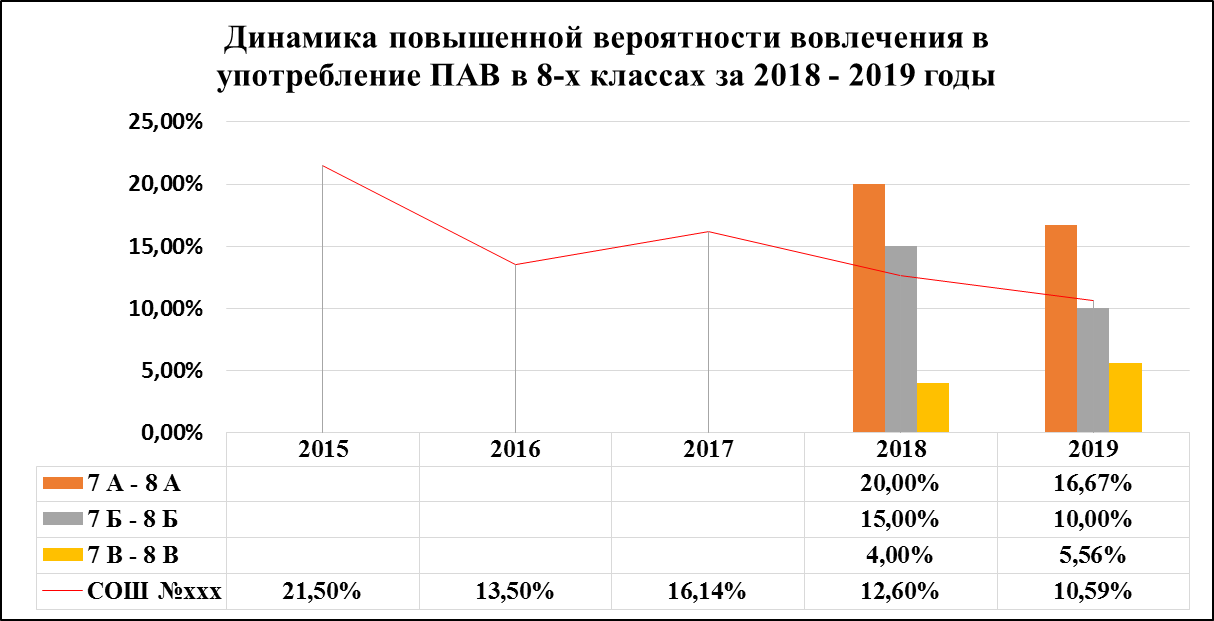 Динамика повышенной вероятности вовлечения в
употребление ПАВ в 8-х классах за 2018 - 2019 годы
25,00%
20,00%
15,00%
10,00%
5,00%
0,00%
2015 2016 2017 2018 2019
7 А - 8 А 20,00% 16,67%
7 Б - 8 Б 15,00% 10,00%
7 В - 8 В 4,00% 5,56%
СОШ №xxx 21,50% 13,50% 16,14% 12,60% 10,59%